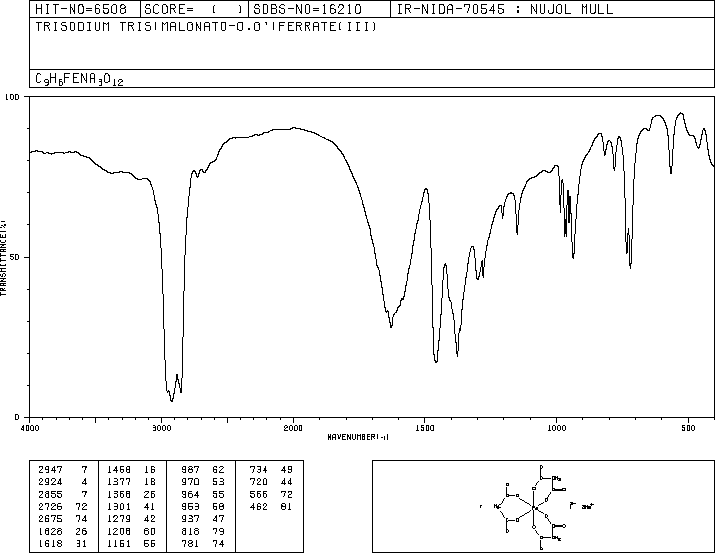 HIT-NO=6508 SCORE= ( ) SDBS-NO=16210 IR-NIDA-70545 : NUJOL MULL
TRISODIUM TRIS(MALONATO-O,O')FERRATE(III)
C9H6FENA3O12
100
50
0
TRANSMITTANCE(%)
4000 3000 2000 1500 1000 500
WAVENUMBER(-1)
2947 7 1458 16 987 62 734 49
2924 4 1377 18 970 53 720 44
2855 7 1368 26 964 55 566 72
2726 72 1301 41 953 58 462 81
2675 74 1279 42 937 47
1628 26 1208 60 818 79
1618 31 1151 55 781 74